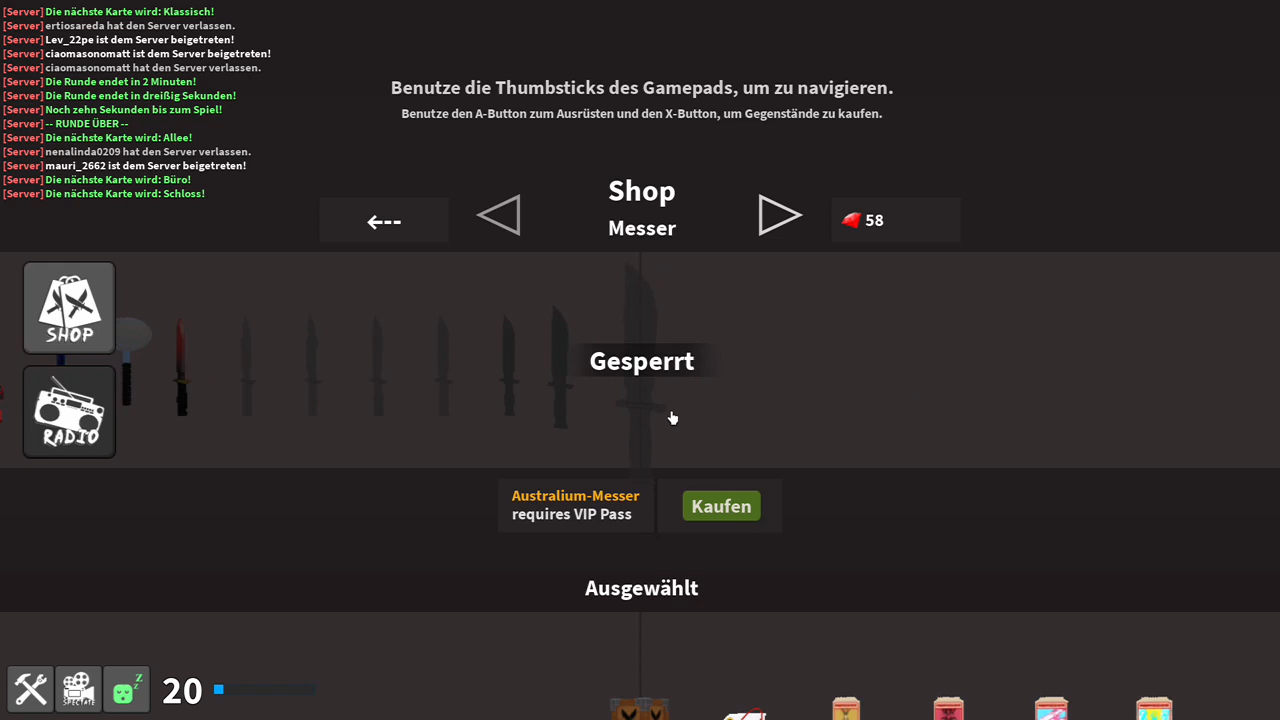 [Server] Die nächste Karte wird: Klassisch!
[Server] ertiosareda hat den Server verlassen.
[Server] Lev_22pe ist dem Server beigetreten!
[Server] ciaomasonomatt ist dem Server beigetreten!
[Server] ciaomasonomatt hat den Server verlassen.
[Server] Die Runde endet in 2 Minuten!
[Server] Die Runde endet in dreißig Sekunden!
[Server] Noch zehn Sekunden bis zum Spiel!
[Server] -- RUNDE ÜBER --
[Server] Die nächste Karte wird: Allee!
[Server] nenalinda0209 hat den Server verlassen.
[Server] mauri_2662 ist dem Server beigetreten!
[Server] Die nächste Karte wird: Büro!
[Server] Die nächste Karte wird: Schloss!
Benutze die Thumbsticks des Gamepads, um zu navigieren.
Benutze den A-Button zum Ausrüsten und den X-Button, um Gegenstände zu kaufen.
Shop
Messer
<---
58
SHOP
RADIO
Gesperrt
Australium-Messer
requires VIP Pass
Kaufen
Ausgewählt
SPECTATE
z
z
20